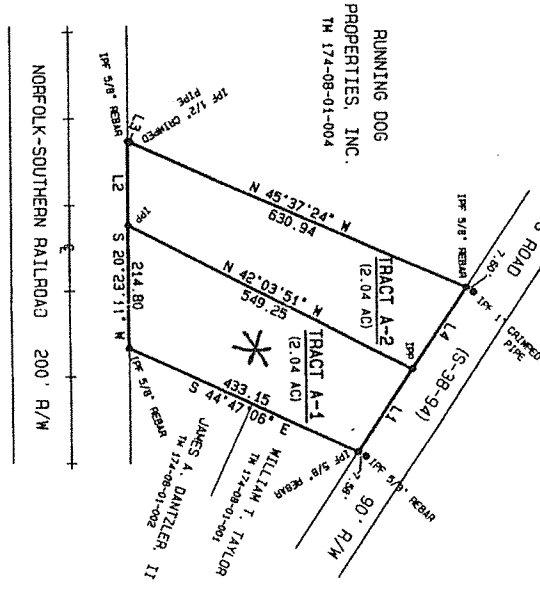 RUNNING DOG
PROPERTIES, INC.
TM 174-08-01-004
IPF 5/8" REBAR
7.60'
IPF 1" CRIMPED
PIPE
ROAD
(S-38-94)
90' R/W
L4
L1
IPP
IPF 5/8" REBAR
7.58'
IPF 5/8" REBAR
N 45°37'24" W
630.94
TRACT A-2
(2.04 AC)
N 42°03'51" W
549.25
TRACT A-1
(2.04 AC)
433.15
S 44°47'06" E
WILLIAM T. TAYLOR
TM 174-08-01-001
JAMES A. DANTZLER, II
TM 174-08-01-002
IPF 5/8" REBAR
L3
IPF 1/2" CRIMPED
PIPE
L2
IPP
214.80
S 20°23'11" W
IPF 5/8" REBAR
NORFOLK-SOUTHERN RAILROAD 200' R/W